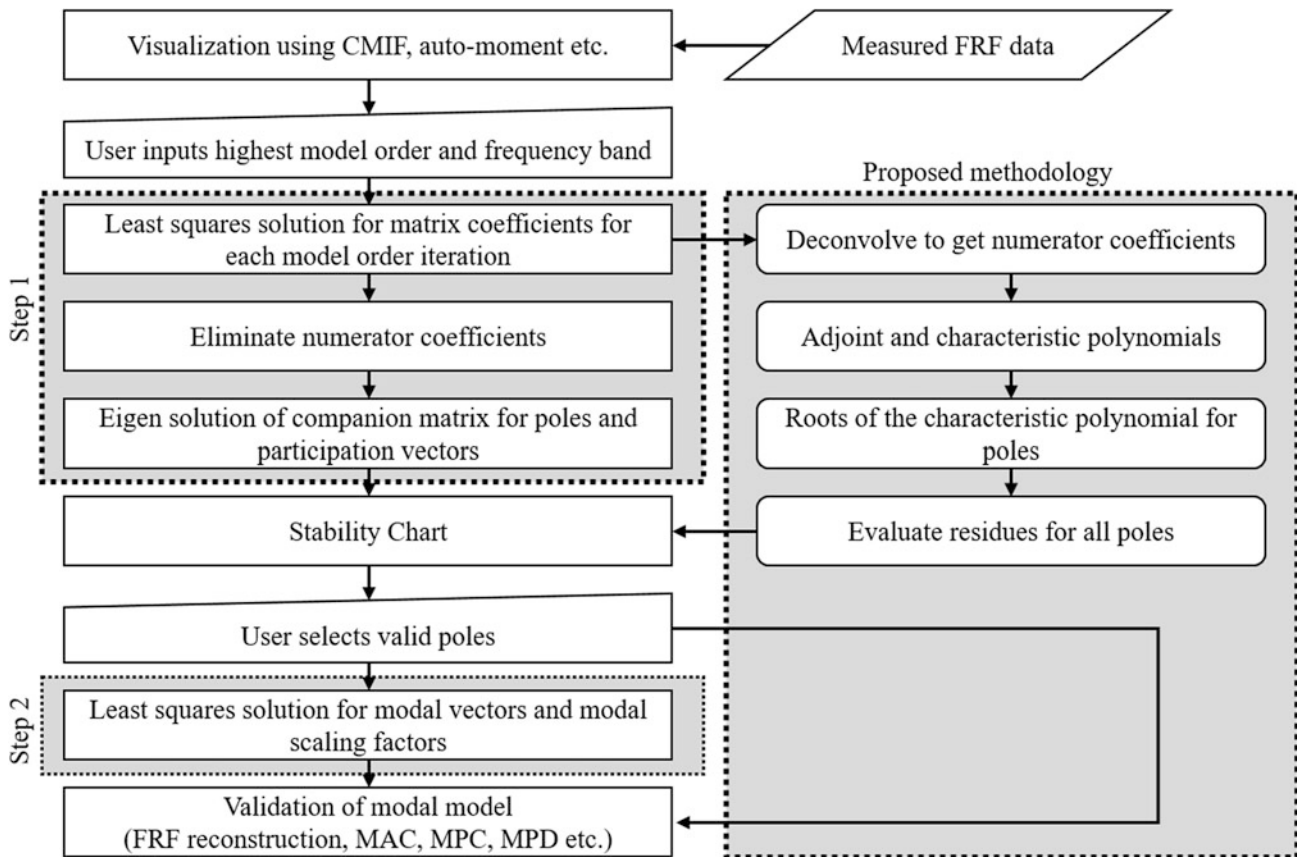 Visualization using CMIF, auto-moment etc.
Measured FRF data
User inputs highest model order and frequency band
Proposed methodology
Step 1
Least squares solution for matrix coefficients for
each model order iteration
Deconvolve to get numerator coefficients
Eliminate numerator coefficients
Adjoint and characteristic polynomials
Eigen solution of companion matrix for poles and
participation vectors
Roots of the characteristic polynomial for
poles
Stability Chart
Evaluate residues for all poles
User selects valid poles
Step 2
Least squares solution for modal vectors and modal
scaling factors
Validation of modal model
(FRF reconstruction, MAC, MPC, MPD etc.)